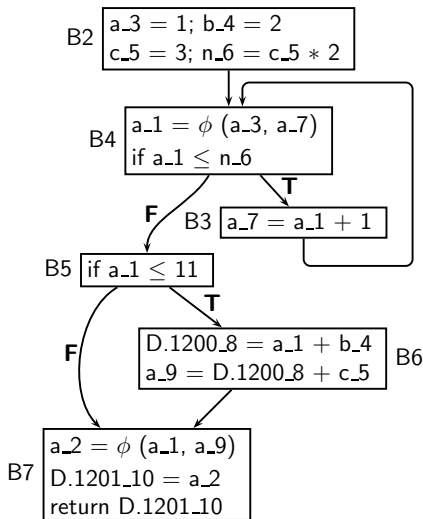 B2
a_3 = 1; b_4 = 2
c_5 = 3; n_6 = c_5 * 2
B4
a_1 = ϕ (a_3, a_7)
if a_1 ≤ n_6
F
T
B3
a_7 = a_1 + 1
B5
if a_1 ≤ 11
F
T
D.1200_8 = a_1 + b_4
a_9 = D.1200_8 + c_5
B6
B7
a_2 = ϕ (a_1, a_9)
D.1201_10 = a_2
return D.1201_10